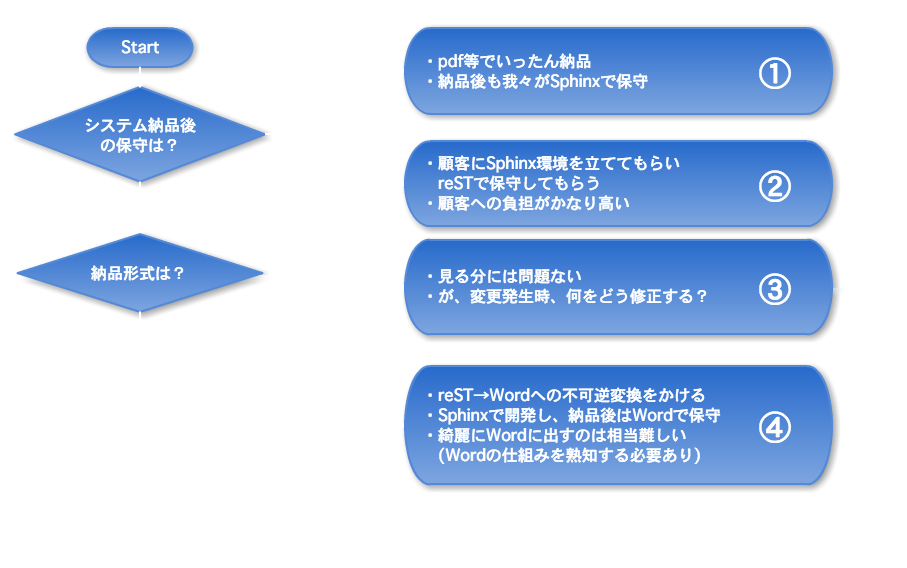 Start
システム納品後
の保守は？
納品形式は？
・pdf等でいったん納品
・納品後も我々がSphinxで保守
①
・顧客にSphinx環境を立ててもらい
reSTで保守してもらう
・顧客への負担がかなり高い
②
・見る分には問題ない
・が、変更発生時、何をどう修正する？
③
・reST→Wordへの不可逆変換をかける
・Sphinxで開発し、納品後はWordで保守
・綺麗にWordに出すのは相当難しい
(Wordの仕組みを熟知する必要あり)
④